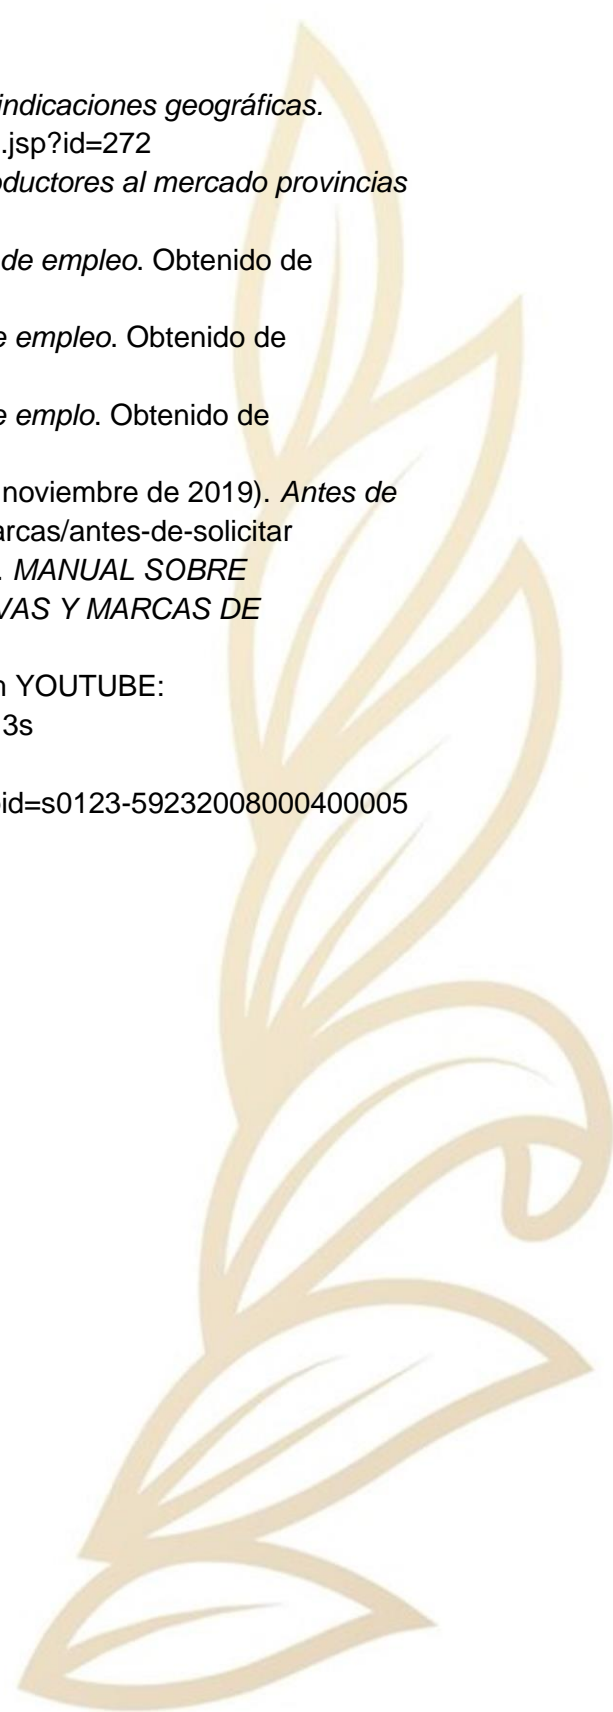 indicaciones geográficas.
.jsp?id=272
ductores al mercado provincias
de empleo. Obtenido de
e empleo. Obtenido de
e emplo. Obtenido de
noviembre de 2019). Antes de
arcas/antes-de-solicitar
. MANUAL SOBRE
VAS Y MARCAS DE
n YOUTUBE:
3s
id=s0123-59232008000400005